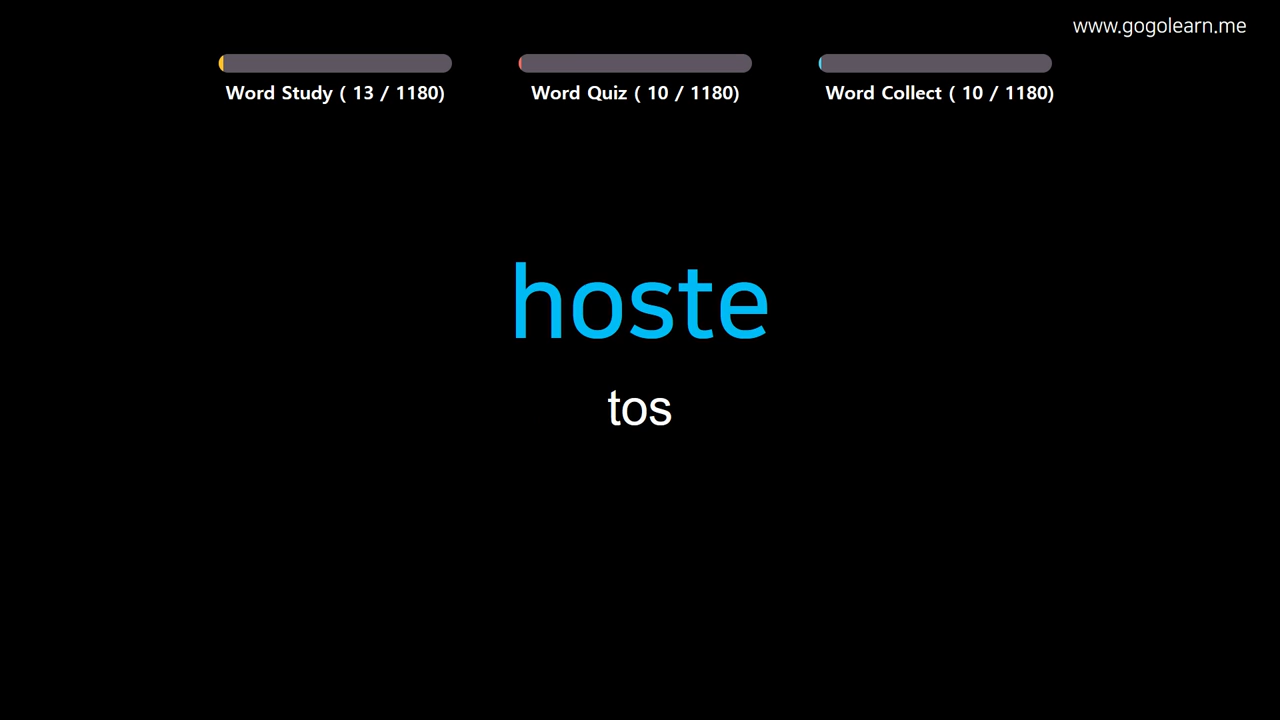 www.gogolearn.me
Word Study ( 13 / 1180)
Word Quiz ( 10 / 1180)
Word Collect ( 10 / 1180)
hoste
tos